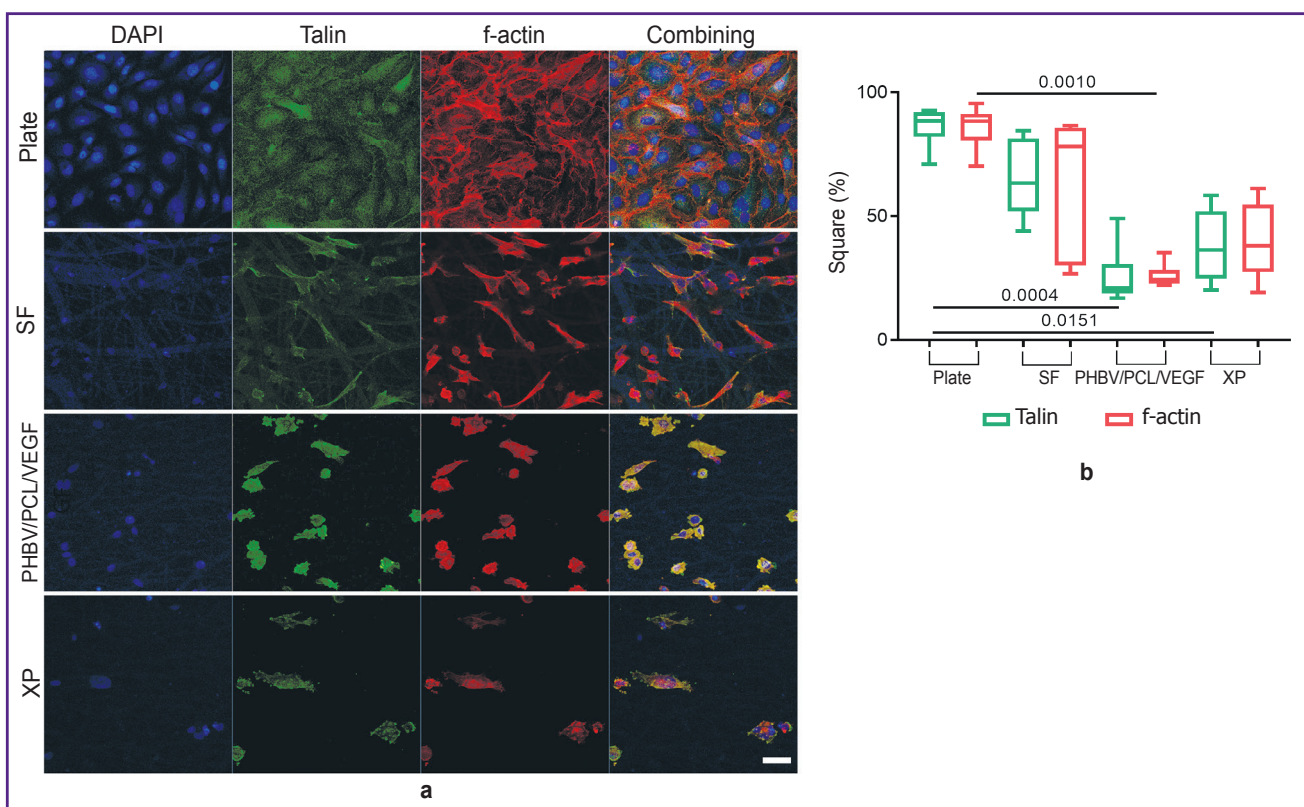 DAPI Talin f-actin Combining
Plate
SF
PHBV/PCL/VEGF
XP
a
0.0010
100
50
0
Square (%)
0.0004
0.0151
Plate SF PHBV/PCL/VEGF XP
Talin f-actin
b